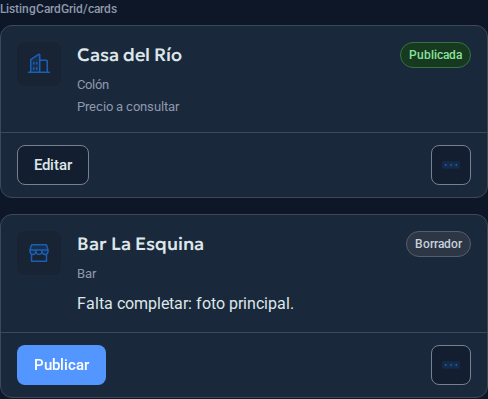 ListingCardGrid/cards
Casa del Río
Publicada
Colón
Precio a consultar
Editar
...
Bar La Esquina
Borrador
Bar
Falta completar: foto principal.
Publicar
...